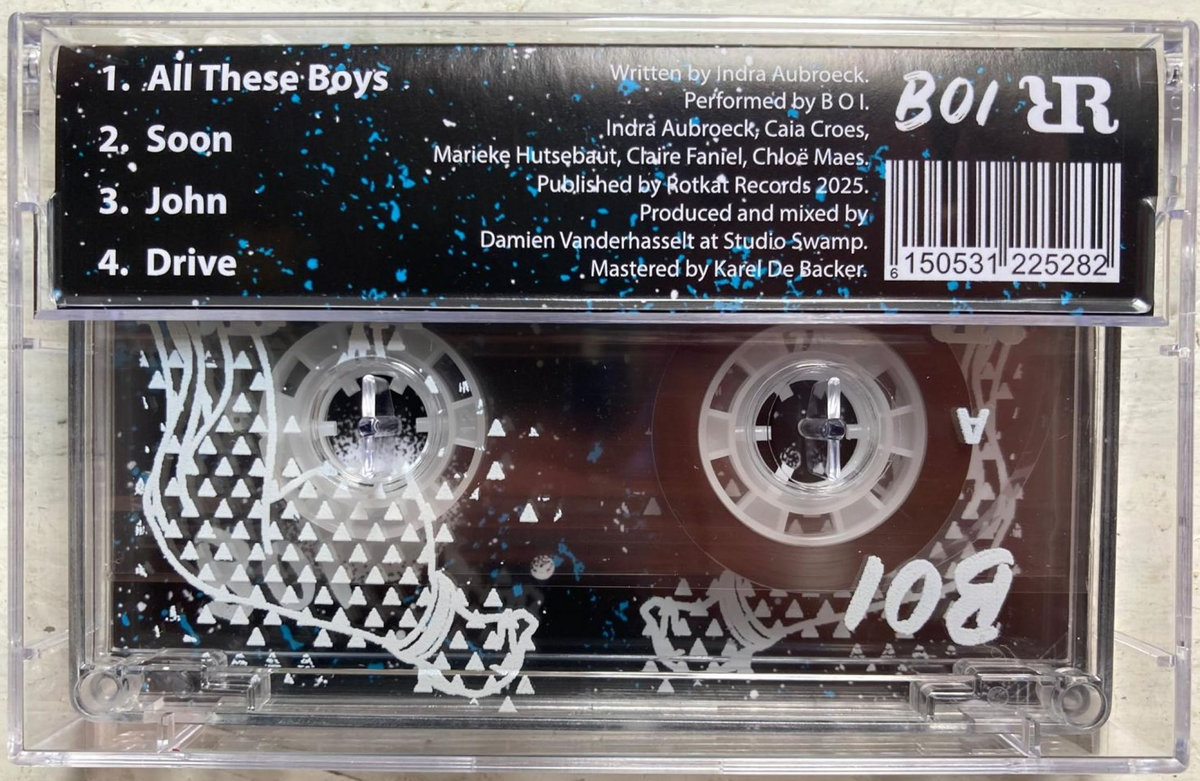 1. All These Boys
2. Soon
3. John
4. Drive
Written by Indra Aubroeck.
Performed by B O I.
Indra Aubroeck, Caia Croes,
Marieke Hutsebaut, Claire Faniel, Chloë Maes.
Published by Rotkat Records 2025.
Produced and mixed by
Damien Vanderhasselt at Studio Swamp.
Mastered by Karel De Backer.
BOI RR
6 150531 225282
A
BOI